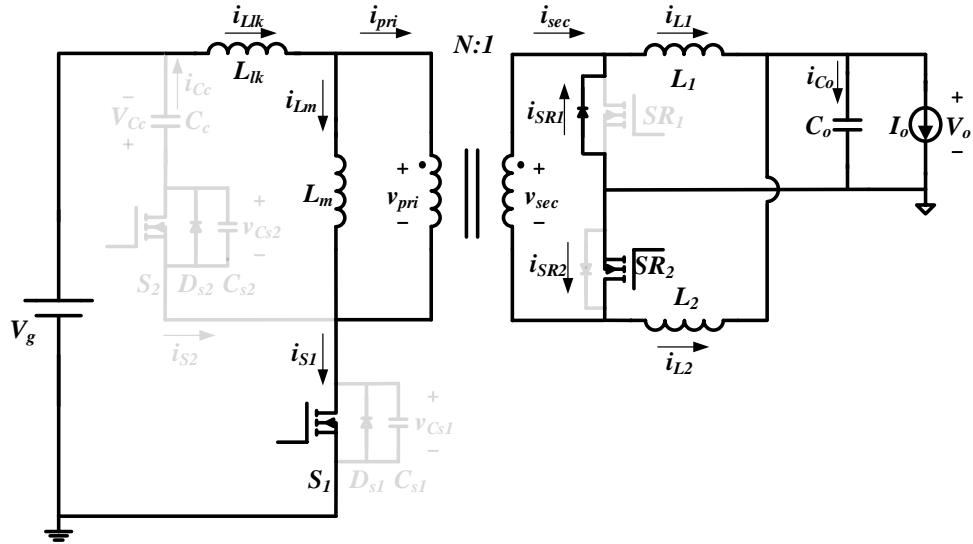 i_Llk
i_pri
N:1
i_sec
i_L1
L_lk
L_1
i_Cc
i_Lm
i_SR1
SR_1
i_Co
V_Cc
C_c
C_o
I_o
V_o
L_m
v_pri
v_sec
v_Cs2
i_SR2
SR_2
S_2
D_s2
C_s2
L_2
V_g
i_S2
i_S1
i_L2
v_Cs1
S_1
D_s1
C_s1